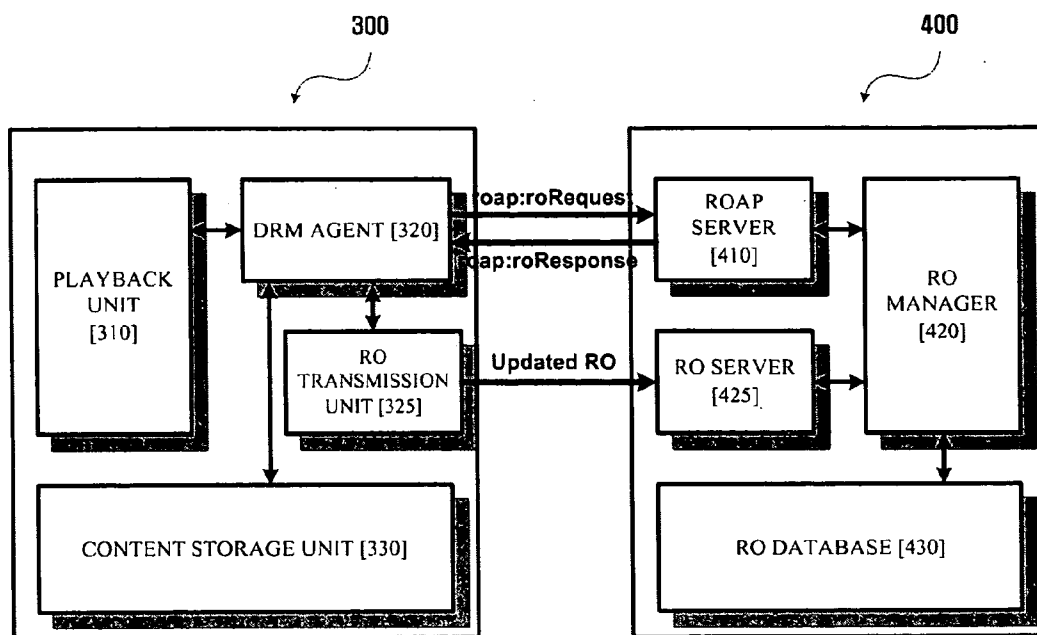 300
400
PLAYBACK
UNIT
[310]
DRM AGENT [320]
roap:roRequest
roap:roResponse
ROAP
SERVER
[410]
RO
MANAGER
[420]
RO
TRANSMISSION
UNIT [325]
Updated RO
RO SERVER
[425]
CONTENT STORAGE UNIT [330]
RO DATABASE [430]